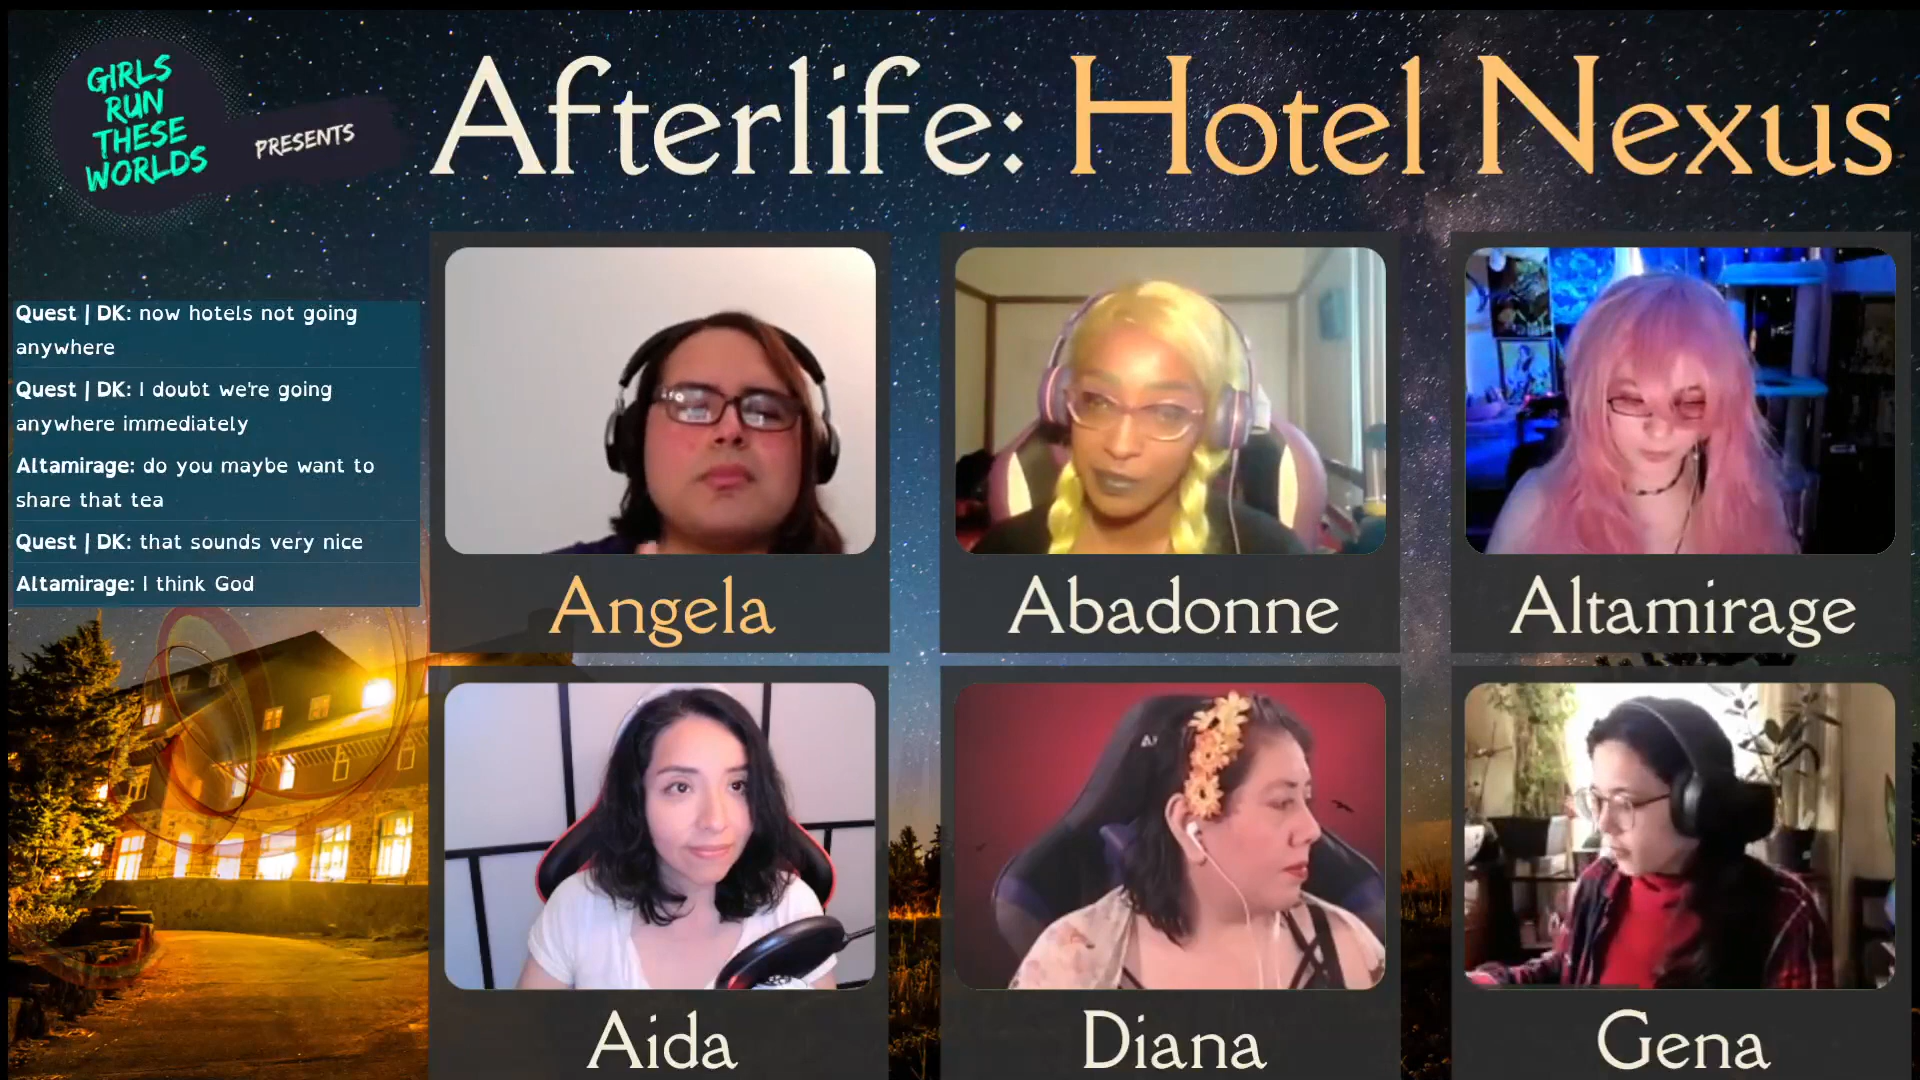 GIRLS
RUN
THESE
WORLDS
PRESENTS
Afterlife: Hotel Nexus
Quest | DK: now hotels not going
anywhere
Quest | DK: I doubt we're going
anywhere immediately
Altamirage: do you maybe want to
share that tea
Quest | DK: that sounds very nice
Altamirage: I think God
Angela
Abadonne
Altamirage
Aida
Diana
Gena